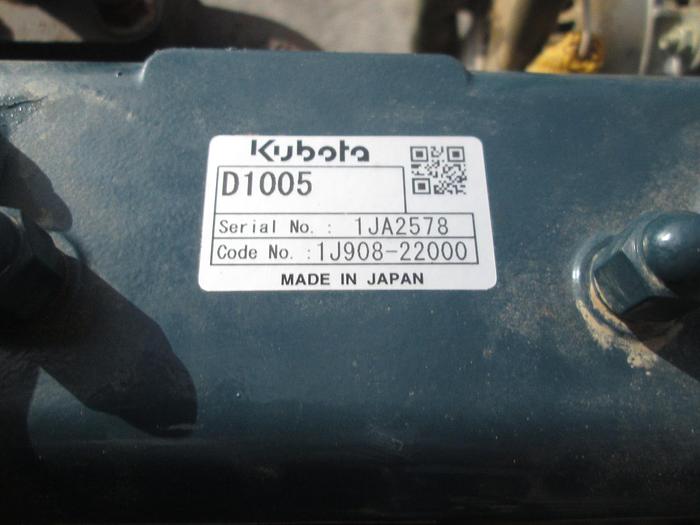 Kubota
D1005
Serial No. : 1JA2578
Code No. : 1J908-22000
MADE IN JAPAN